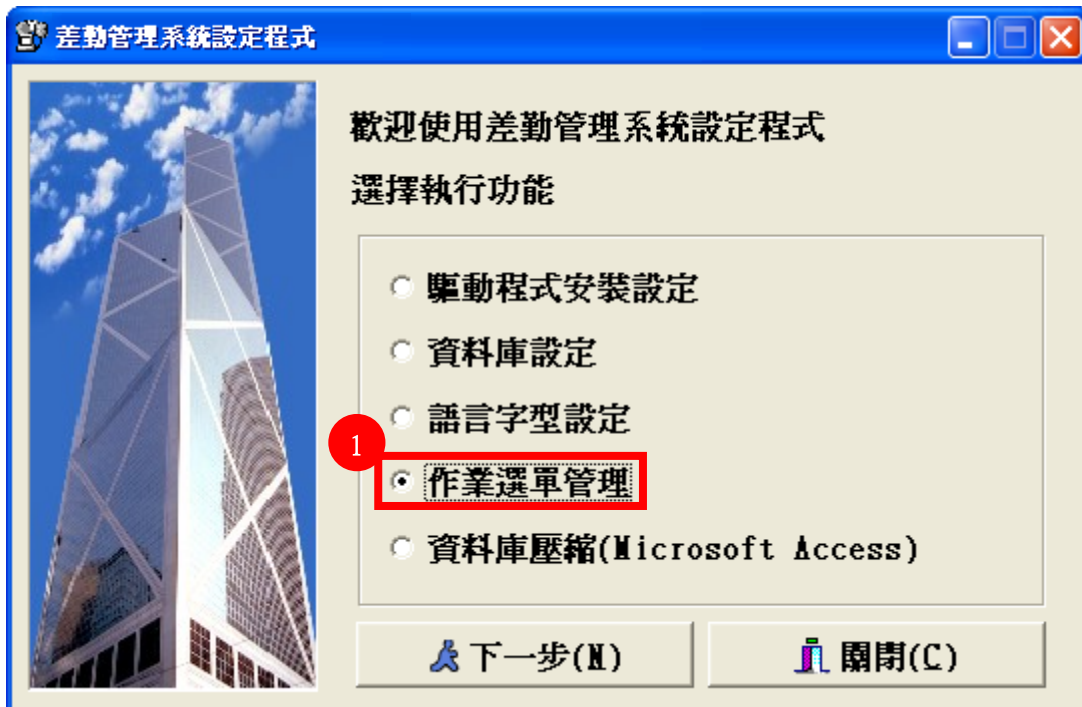 差勤管理系統設定程式
歡迎使用差勤管理系統設定程式
選擇執行功能
驅動程式安裝設定
資料庫設定
語言字型設定
1
作業選單管理
資料庫壓縮(Microsoft Access)
下一步(N)
關閉(C)